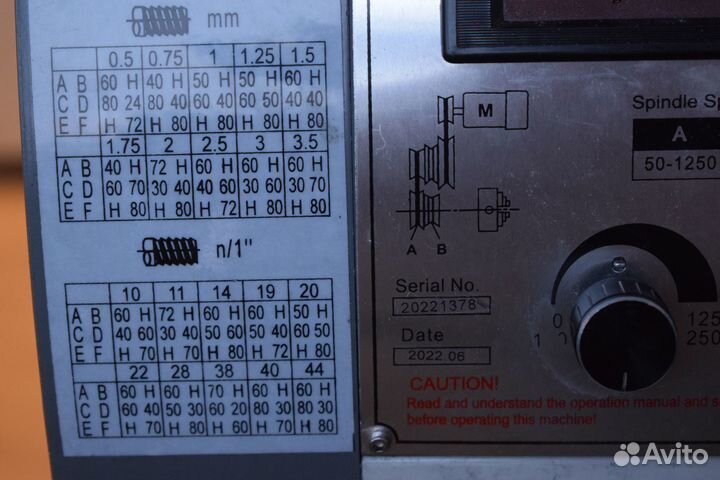 mm
0.5 0.75 1 1.25 1.5
A B 60 H 40 H 50 H 50 H 60 H
C D 80 24 80 40 60 40 60 50 40 40
E F H 72 H 80 H 80 H 80 H 80
1.75 2 2.5 3 3.5
A B 40 H 72 H 60 H 60 H 60 H
C D 60 70 30 40 40 60 30 60 30 70
E F H 80 H 80 H 72 H 80 H 80
n/1"
10 11 14 19 20
A B 60 H 72 H 60 H 60 H 50 H
C D 40 60 30 40 50 60 50 40 60 50
E F H 70 H 70 H 80 H 80 H 80
22 28 38 40 44
A B 60 H 60 H 70 H 60 H 60 H
C D 60 40 50 30 60 20 80 30 80 30
E F H 70 H 80 H 80 H 70 H 80
M
Spindle Sp
A
50-1250
A B
Serial No.
20221378
Date
2022 06
0 125
1 0 250
CAUTION!
Read and understand the operation manual and s
before operating this machine!
Avito